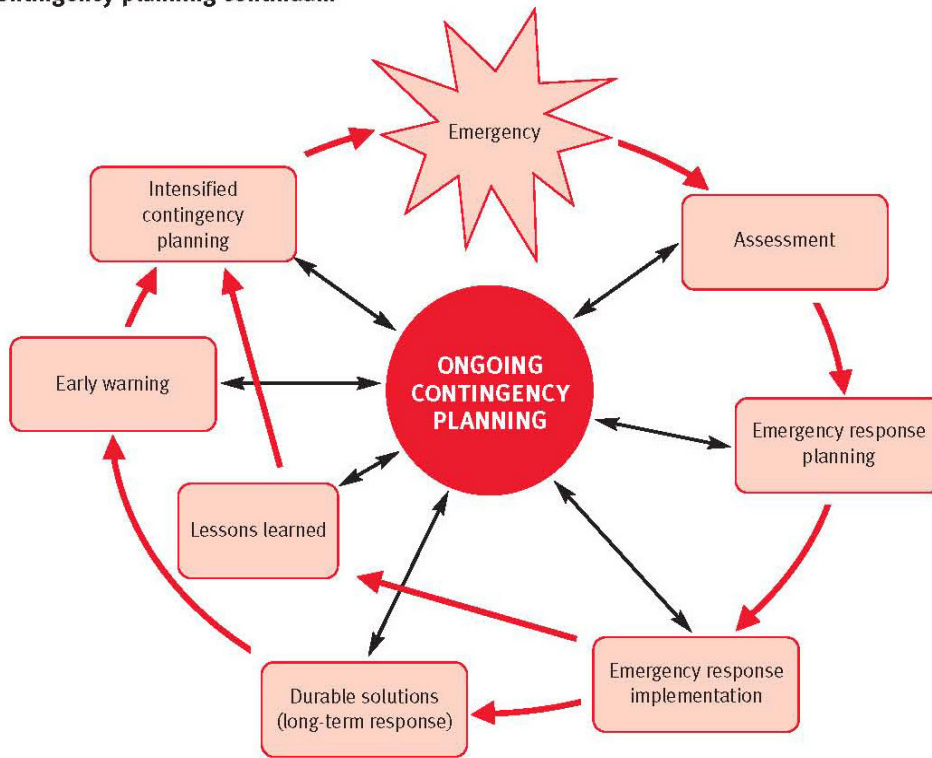 Emergency
Intensified
contingency
planning
Assessment
ONGOING
CONTINGENCY
PLANNING
Early warning
Emergency response
planning
Lessons learned
Durable solutions
(long-term response)
Emergency response
implementation